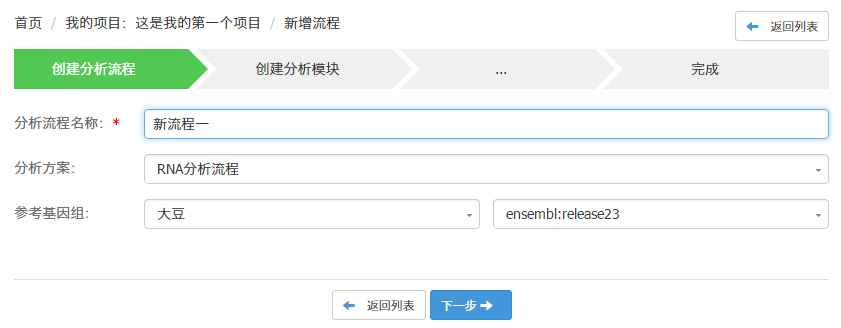 首页 / 我的项目：这是我的第一个项目 / 新增流程
返回列表
创建分析流程 创建分析模块 ... 完成
分析流程名称：* 新流程一
分析方案： RNA分析流程
参考基因组： 大豆 ensembl:release23
返回列表 下一步